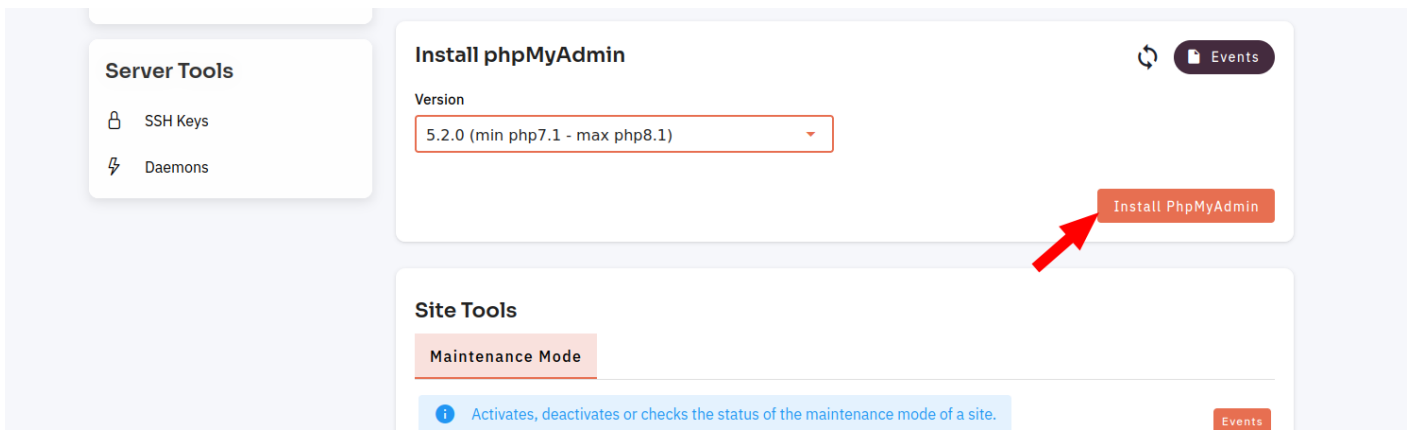 Server Tools
SSH Keys
Daemons
Install phpMyAdmin
Events
Version
5.2.0 (min php7.1 - max php8.1)
Install PhpMyAdmin
Site Tools
Maintenance Mode
Activates, deactivates or checks the status of the maintenance mode of a site.
Events